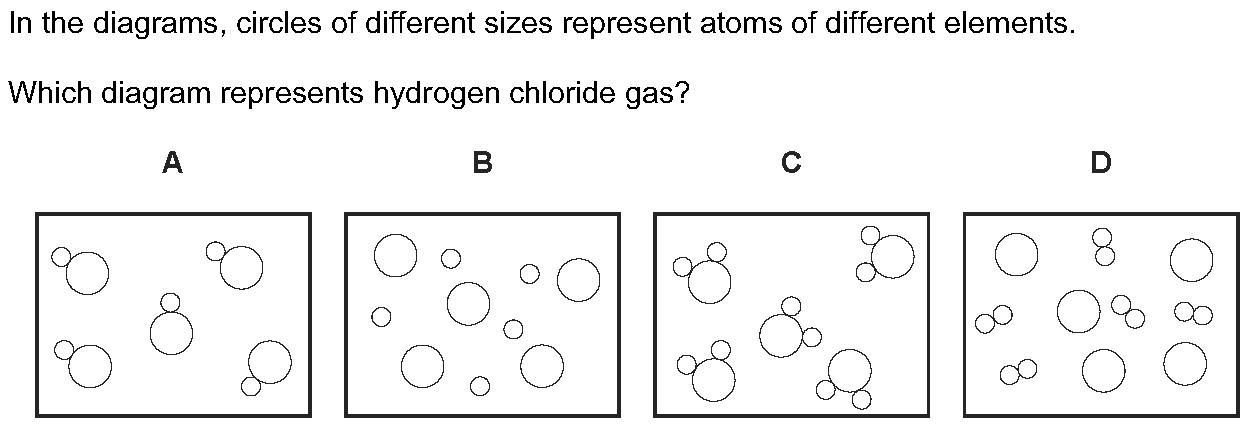 In the diagrams, circles of different sizes represent atoms of different elements.
Which diagram represents hydrogen chloride gas?
A B C D